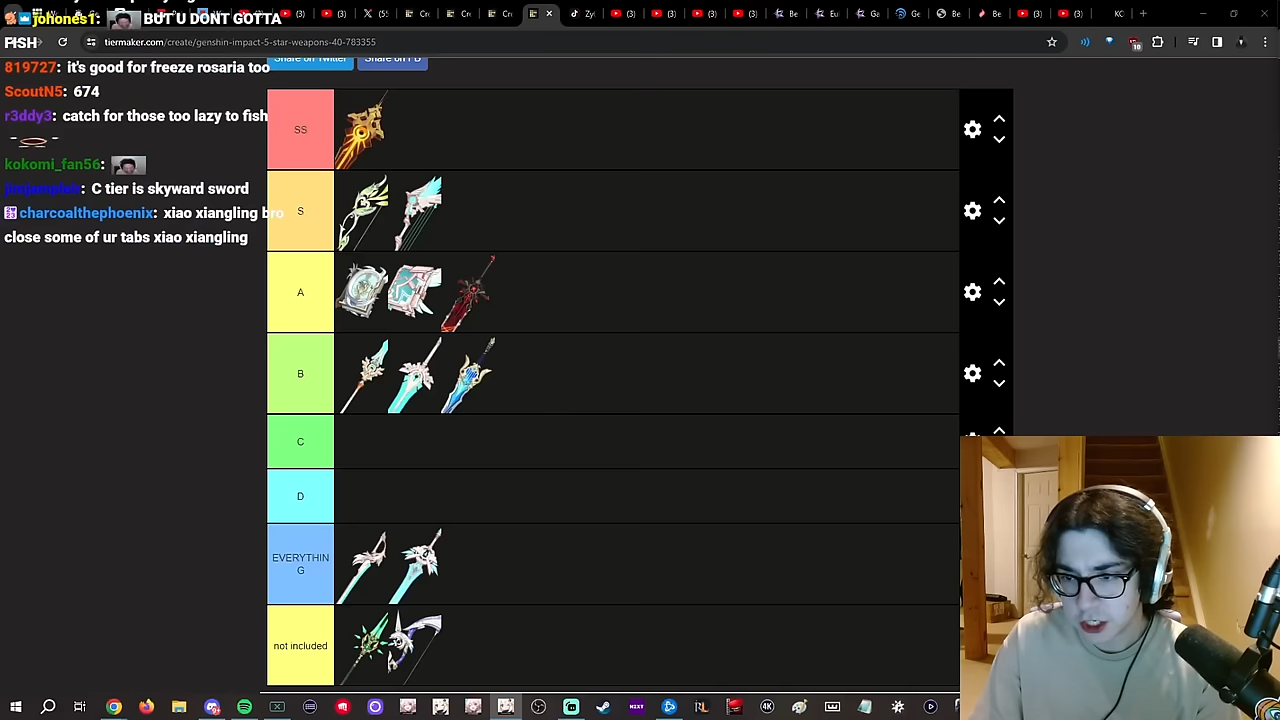 johones1: BUT U DONT GOTTA
FISH
tiermaker.com/create/genshin-impact-5-star-weapons-40-783355
819727: it's good for freeze rosaria too
Share on Twitter
Share on FB
ScoutN5: 674
r3ddy3: catch for those too lazy to fish
kokomi_fan56:
C tier is skyward sword
charcoalthephoenix: xiao xiangling bro
close some of ur tabs xiao xiangling
SS
S
A
B
C
D
EVERYTHIN
G
not included